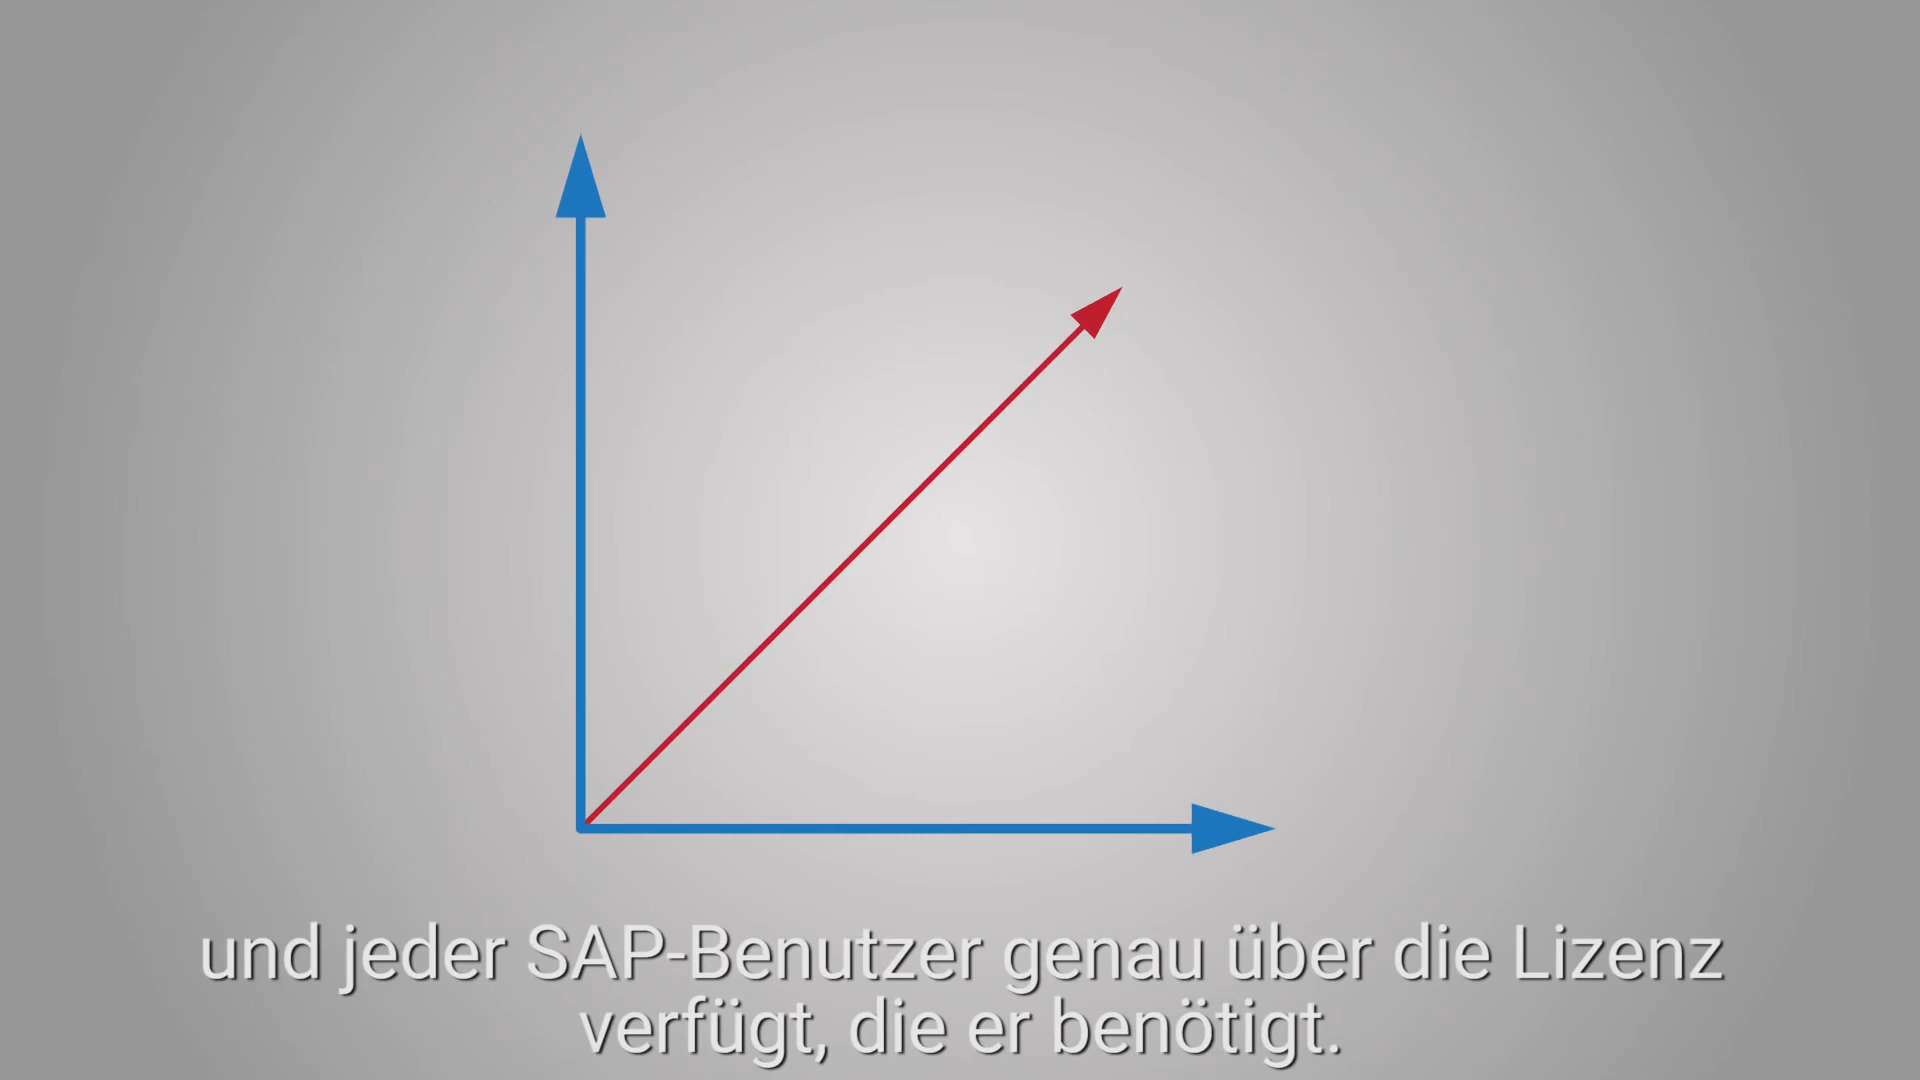 und jeder SAP-Benutzer genau über die Lizenz
verfügt, die er benötigt.